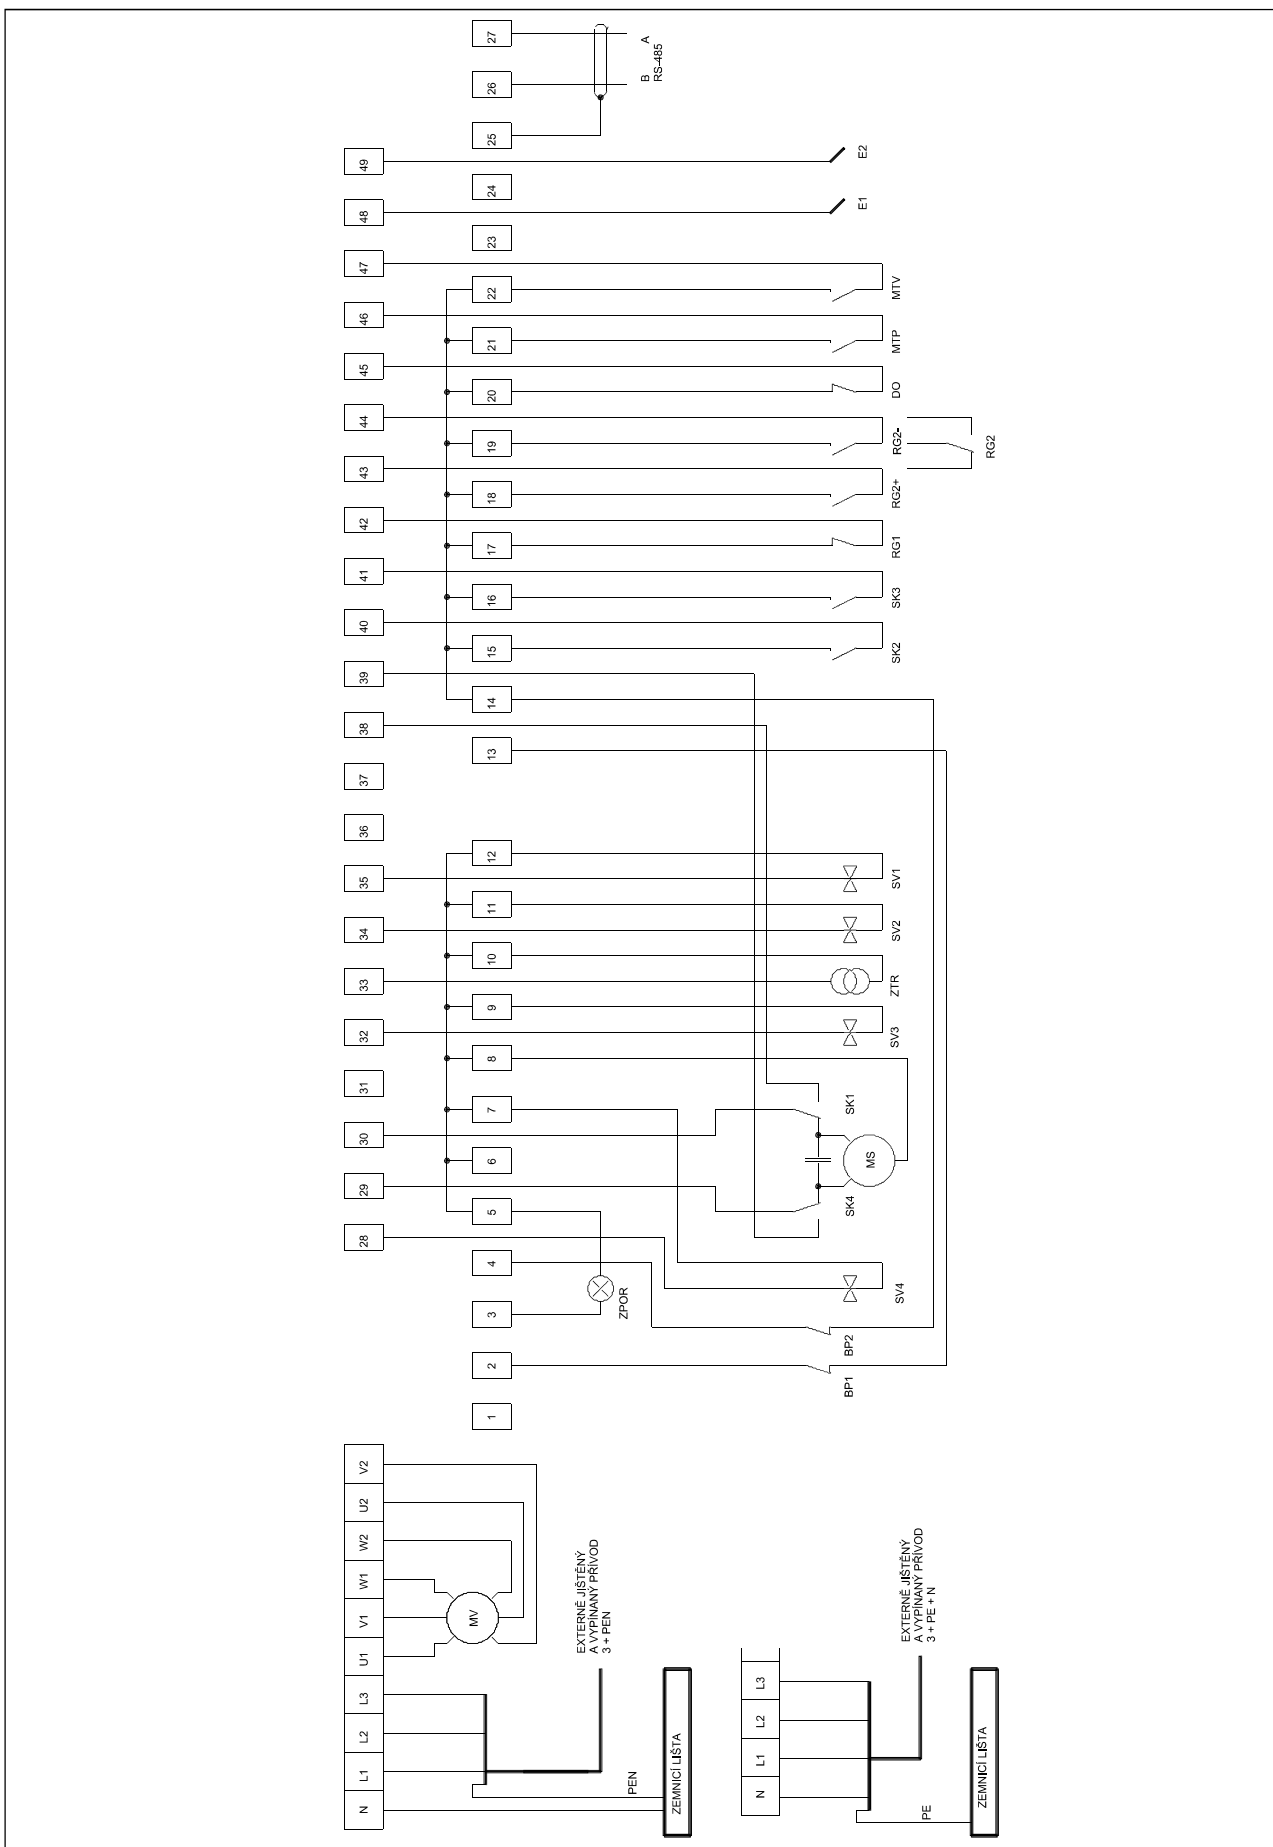 N
L1
L2
L3
U1
V1
W1
W2
U2
V2
28
29
30
31
32
33
34
35
36
37
38
39
40
41
42
43
44
45
46
47
48
49
1
2
3
4
5
6
7
8
9
10
11
12
13
14
15
16
17
18
19
20
21
22
23
24
25
26
27
MV
PEN
ZEMNICÍ LIŠTA
EXTERNĚ JIŠTĚNÝ
A VYPÍNANÝ PŘÍVOD
3 + PEN
N
L1
L2
L3
PE
ZEMNICÍ LIŠTA
EXTERNĚ JIŠTĚNÝ
A VYPÍNANÝ PŘÍVOD
3 + PE + N
ZPOR
BP1
BP2
SV4
SK4
MS
SK1
SV3
ZTR
SV2
SV1
SK2
SK3
RG1
RG2+
RG2-
RG2
DO
MTP
MTV
E1
E2
B
A
RS-485